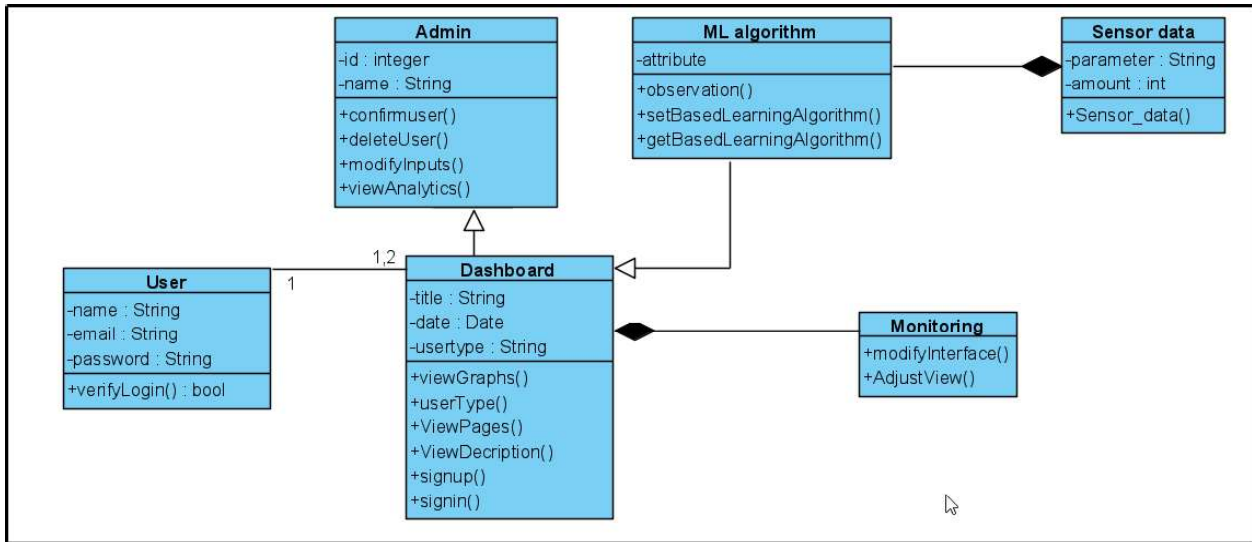 Admin
-id : integer
-name : String
+confirmuser()
+deleteUser()
+modifyInputs()
+viewAnalytics()
ML algorithm
-attribute
+observation()
+setBasedLearningAlgorithm()
+getBasedLearningAlgorithm()
Sensor data
-parameter : String
-amount : int
+Sensor_data()
User
-name : String
-email : String
-password : String
+verifyLogin() : bool
1
1,2
Dashboard
-title : String
-date : Date
-usertype : String
+viewGraphs()
+userType()
+ViewPages()
+ViewDecription()
+signup()
+signin()
Monitoring
+modifyInterface()
+AdjustView()